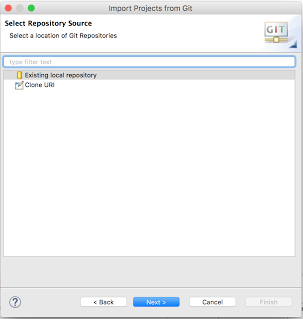 Import Projects from Git
Select Repository Source
Select a location of Git Repositories
GIT
type filter text
Existing local repository
Clone URI
?
< Back
Next >
Cancel
Finish